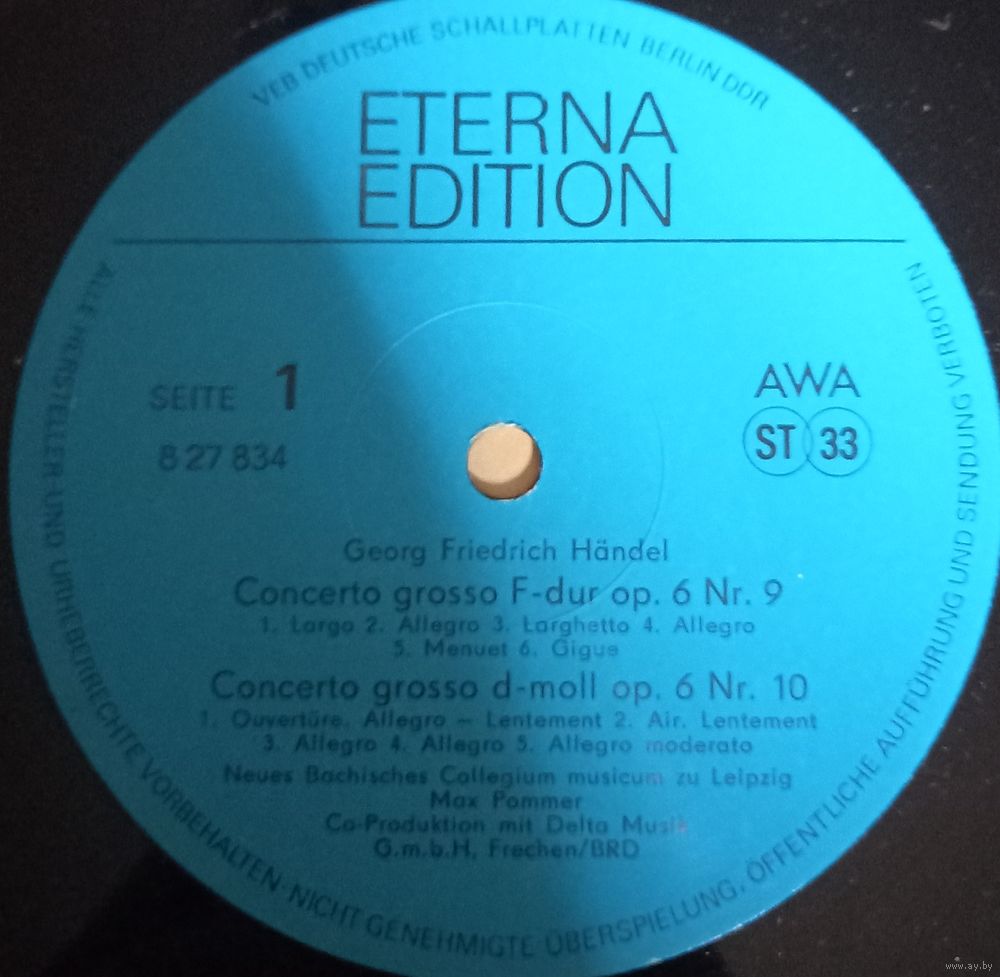 VEB DEUTSCHE SCHALLPLATTEN BERLIN DDR
ETERNA
EDITION
SEITE 1
8 27 834
AWA
ST 33
Georg Friedrich Händel
Concerto grosso F-dur op. 6 Nr. 9
1. Largo 2. Allegro 3. Larghetto 4. Allegro
5. Menuet 6. Gigue
Concerto grosso d-moll op. 6 Nr. 10
1. Ouvertüre. Allegro – Lentement 2. Air. Lentement
3. Allegro 4. Allegro 5. Allegro moderato
Neues Bachisches Collegium musicum zu Leipzig
Max Pommer
Co-Produktion mit Delta Musik
G.m.b.H. Frechen/BRD
ALLE HERSTELLER-UND URHEBERRECHTE VORBEHALTEN·NICHT GENEHMIGTE ÜBERSPIELUNG, ÖFFENTLICHE AUFFÜHRUNG UND SENDUNG VERBOTEN
www.ay.by